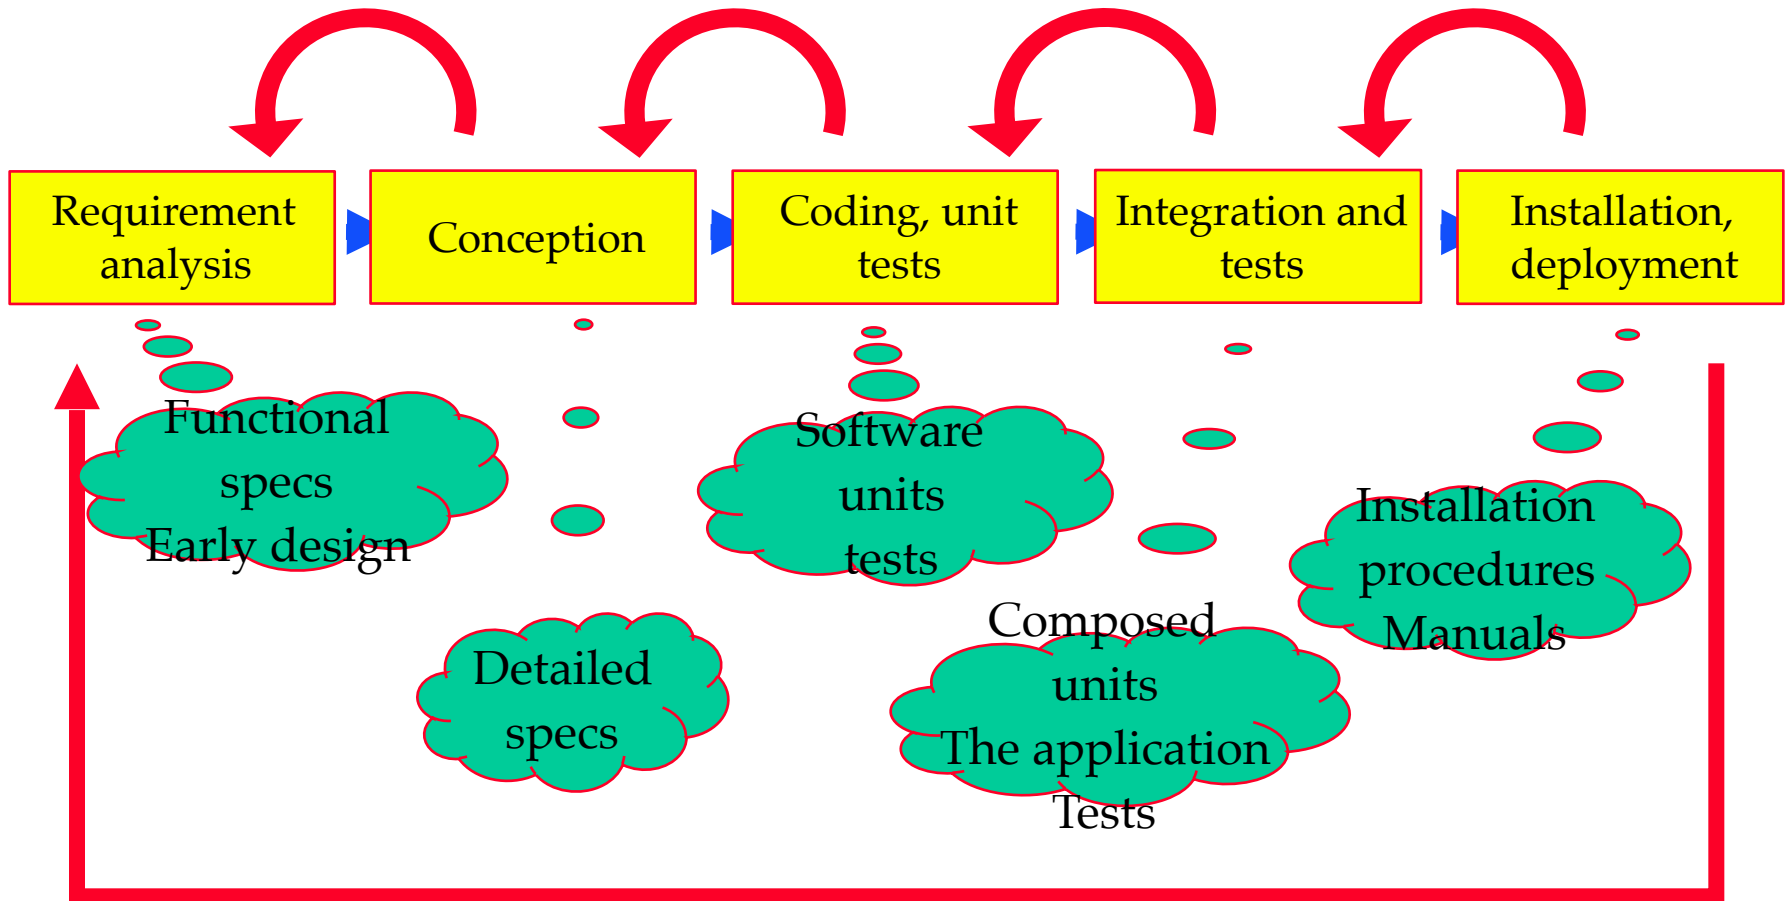 Requirement
analysis
Conception
Coding, unit
tests
Integration and
tests
Installation,
deployment
Functional
specs
Early design
Detailed
specs
Software
units
tests
Composed
units
The application
Tests
Installation
procedures
Manuals